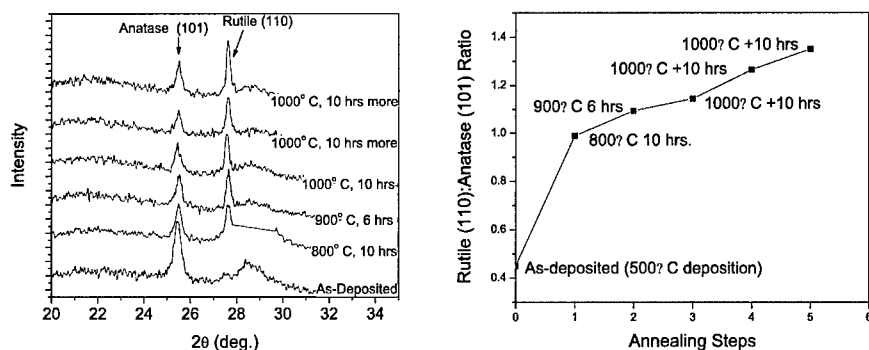 Anatase (101)
Rutile (110)
1000° C, 10 hrs more
1000° C, 10 hrs more
1000° C, 10 hrs
900° C, 6 hrs
800° C, 10 hrs
As-Deposited
Intensity
20 22 24 26 28 30 32 34
2θ (deg.)
1.4
1.2
1.0
0.8
0.6
0.4
Rutile (110):Anatase (101) Ratio
1000? C +10 hrs
1000? C +10 hrs
1000? C +10 hrs
900? C 6 hrs
800? C 10 hrs.
As-deposited (500? C deposition)
0 1 2 3 4 5 6
Annealing Steps